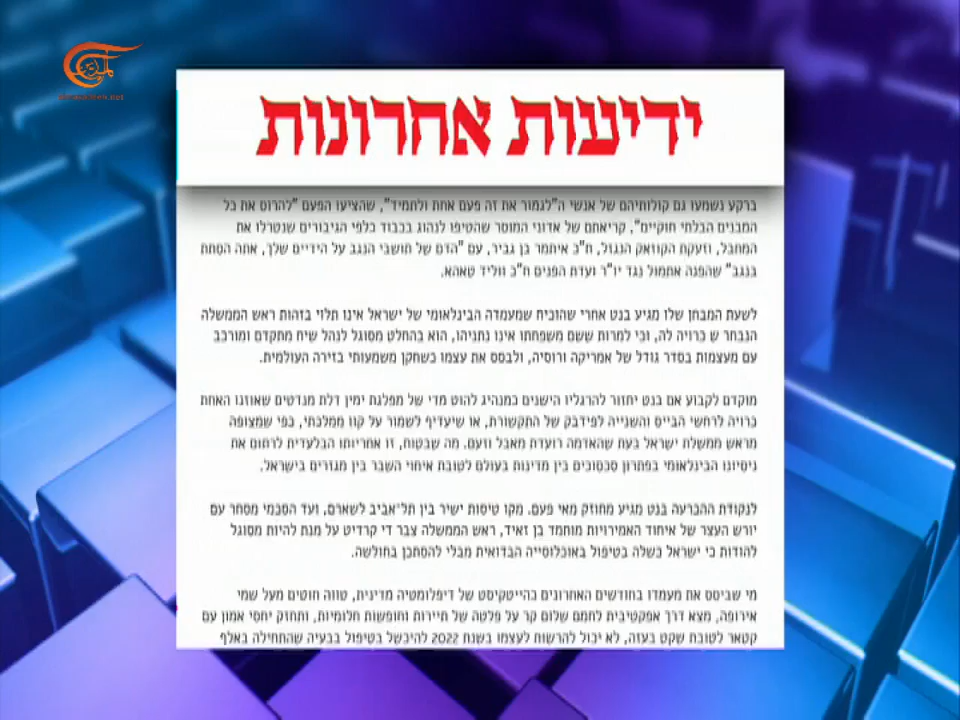 ידיעות אחרונות
ברקע נשמעו גם קולותיהם של אנשי ה"לגמור את זה פעם אחת ולתמיד", שהציעו הפעם "להרוס את כל
המבנים הבלתי חוקיים", קריאתם של אדוני המוסר שהטיפו לנהוג בכבוד כלפי הגיבורים שנטרלו את
המחבל, וזעקת הקוזאק הנגזל, ח"כ איתמר בן גביר, עם "הדם של תושבי הנגב על הידיים שלך, אתה הסתת
בנגב" שהפנה אתמול נגד יו"ר ועדת הפנים ח"כ ווליד טאהא.
לשעת המבחן שלו מגיע בנט אחרי שהוכיח שמעמדה הבינלאומי של ישראל אינו תלוי בזהות ראש הממשלה
הנבחר ש כרויה לה, וכי למרות ששם משפחתו אינו נתניהו, הוא בהחלט מסוגל לנהל שיח מתקדם ומורכב
עם מעצמות בסדר גודל של אמריקה ורוסיה, ולבסס את עצמו כשחקן משמעותי בזירה העולמית.
מוקדם לקבוע אם בנט יחזור להרגליו הישנים כמנהיג להוט מדי של מפלגת ימין דלת מנדטים שאוזנו האחת
כרויה לרחשי הבייס והשנייה לפידבק של התקשורת, או שיעדיף לשמור על קוו ממלכתי, כפי שמצופה
מראש ממשלת ישראל בעת שהאדמה רועדת מאבל וזעם. מה שבטוח, זו אחריותו הבלעדית לרתום את
ניסיונו הבינלאומי בפתרון סכסוכים בין מדינות בעולם לטובת איחוי השבר בין מגזרים בישראל.
לנקודת ההכרעה בנט מגיע מחוזק מאי פעם. מקו טיסות ישיר בין תל־אביב לשארם, ועד הסכמי מסחר עם
יורש העצר של איחוד האמירויות מוחמד בן זאיד, ראש הממשלה צבר די קרדיט על מנת להיות מסוגל
להודות כי ישראל כשלה בטיפול באוכלוסייה הבדואית מבלי להסתכן בחולשה.
מי שביסס את מעמדו בחודשים האחרונים בהייטקיסט של דיפלומטיה מדינית, טווה חוטים מעל שמי
אירופה, מצא דרך אפקטיבית לחמם שלום קר על פלטה של תיירות וחופשות חלומיות, ותחזק יחסי אמון עם
קטאר לטובת שקט בעזה, לא יכול להרשות לעצמו בשנת 2022 להיכשל בטיפול בבעיה שהתחילה באלף